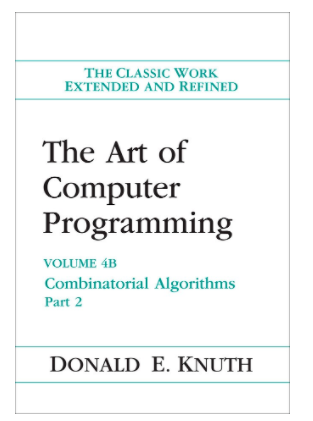 THE CLASSIC WORK
EXTENDED AND REFINED
The Art of
Computer
Programming
VOLUME 4B
Combinatorial Algorithms
Part 2
DONALD E. KNUTH